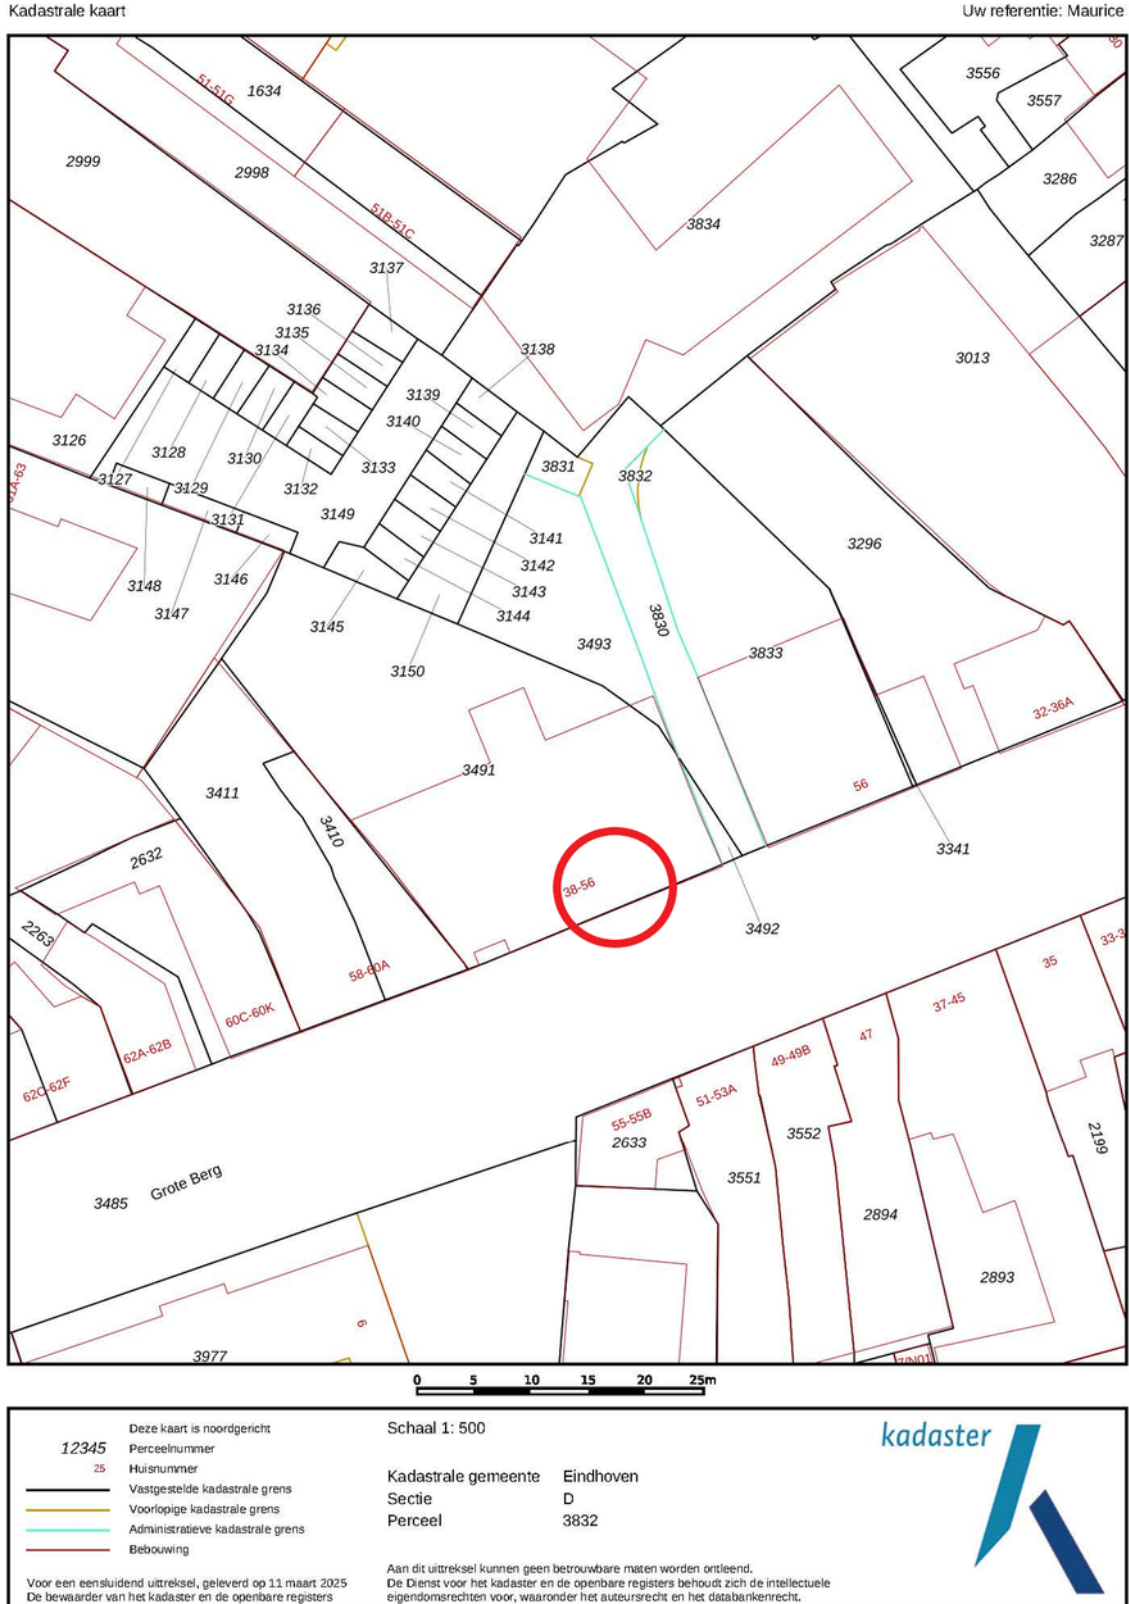 Kadastrale kaart
Uw referentie: Maurice
3556
3557
51-51G
1634
2999
2998
3286
51B-51C
3834
3287
3137
3136
3135
3134
3138
3013
3139
3140
3126
3128
3130
3133
3831
3832
3127
3129
3132
3131
3149
3141
3296
3142
3148
3146
3143
3147
3144
3145
3830
3493
3833
3150
32-36A
3491
56
3411
3410
3341
2632
38-56
3492
2263
58-60A
35
37-45
60C-60K
47
62A-62B
49-49B
62C-62F
51-53A
55-55B
2633
3552
2199
3551
Grote Berg
3485
2894
2893
6
3977
0 5 10 15 20 25m
Deze kaart is noordgericht
12345 Perceelnummer
25 Huisnummer
Vastgestelde kadastrale grens
Voorlopige kadastrale grens
Administratieve kadastrale grens
Bebouwing
Voor een eensluidend uittreksel, geleverd op 11 maart 2025
De bewaarder van het kadaster en de openbare registers
Schaal 1: 500
Kadastrale gemeente Eindhoven
Sectie D
Perceel 3832
Aan dit uittreksel kunnen geen betrouwbare maten worden ontleend.
De Dienst voor het kadaster en de openbare registers behoudt zich de intellectuele
eigendomsrechten voor, waaronder het auteursrecht en het databankenrecht.
kadaster